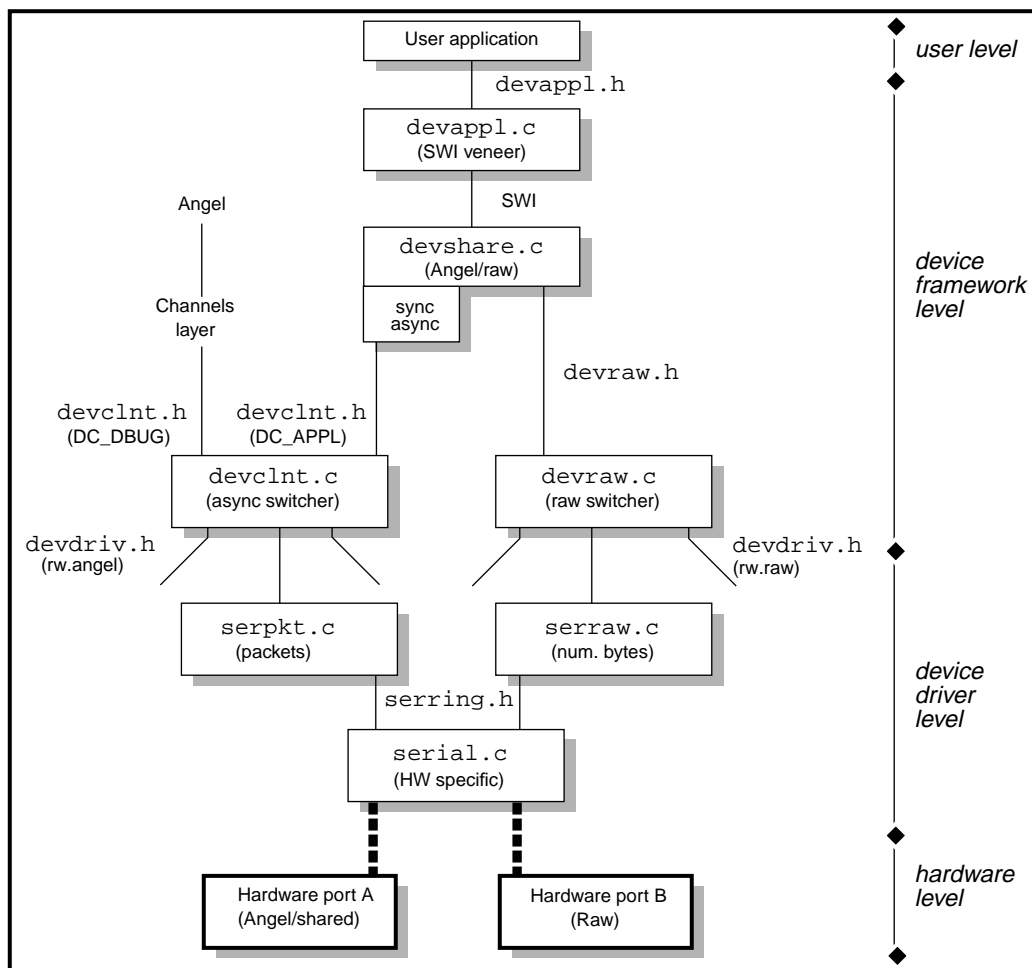 User application
user level
devappl.h
devappl.c
(SWI veneer)
SWI
Angel
devshare.c
(Angel/raw)
device
framework
level
sync
async
Channels
layer
devraw.h
devclnt.h
(DC_DBUG)
devclnt.h
(DC_APPL)
devclnt.c
(async switcher)
devraw.c
(raw switcher)
devdriv.h
(rw.angel)
devdriv.h
(rw.raw)
serpkt.c
(packets)
serraw.c
(num. bytes)
device
driver
level
serring.h
serial.c
(HW specific)
Hardware port A
(Angel/shared)
Hardware port B
(Raw)
hardware
level